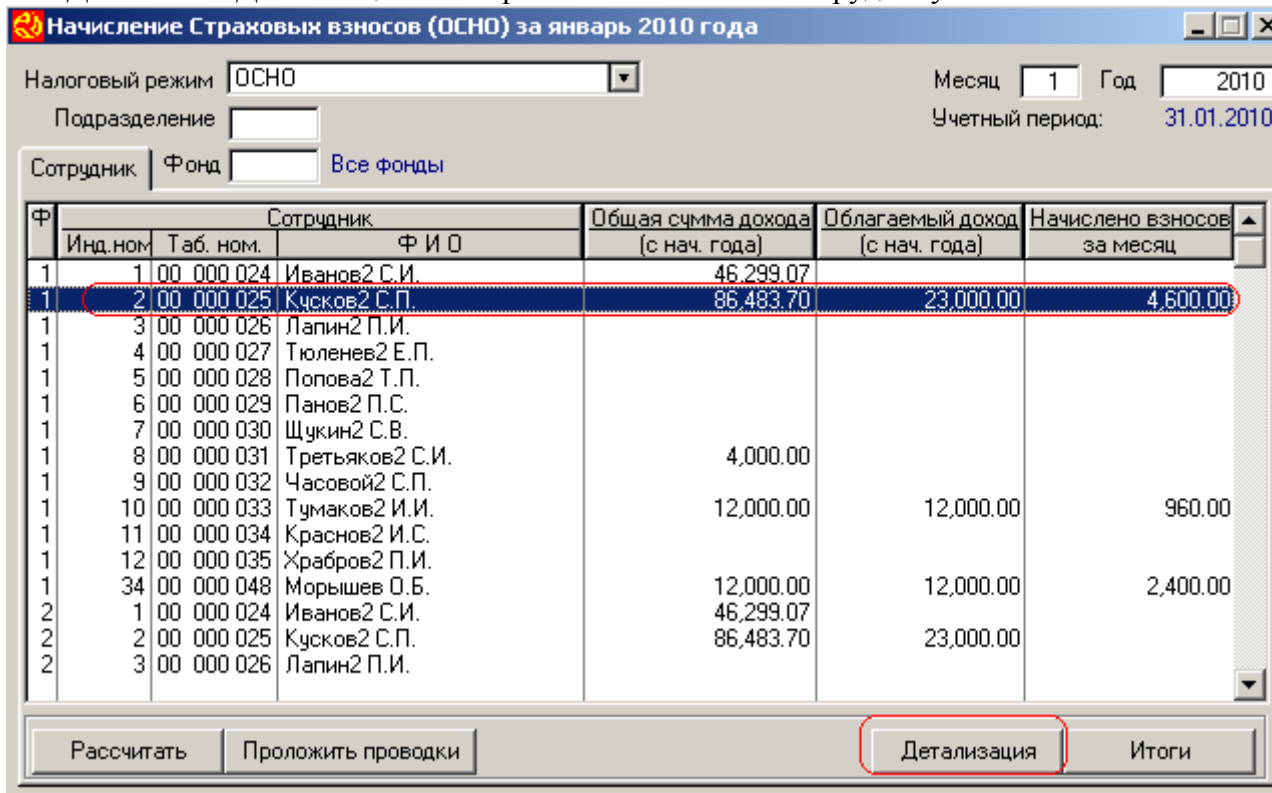 Начисление Страховых взносов (ОСНО) за январь 2010 года
Налоговый режим ОСНО Месяц 1 Год 2010
Подразделение Учетный период: 31.01.2010
Сотрудник Фонд Все фонды
Ф Сотрудник Общая сумма дохода Облагаемый доход Начислено взносов
Инд.ном Таб. ном. Ф И О (с нач. года) (с нач. года) за месяц
1 1 00 000 024 Иванов2 С.И. 46,299.07
1 2 00 000 025 Кусков2 С.П. 86,483.70 23,000.00 4,600.00
1 3 00 000 026 Лапин2 П.И.
1 4 00 000 027 Тюленев2 Е.П.
1 5 00 000 028 Попова2 Т.П.
1 6 00 000 029 Панов2 П.С.
1 7 00 000 030 Щукин2 С.В.
1 8 00 000 031 Третьяков2 С.И. 4,000.00
1 9 00 000 032 Часовой2 С.П.
1 10 00 000 033 Тумаков2 И.И. 12,000.00 12,000.00 960.00
1 11 00 000 034 Краснов2 И.С.
1 12 00 000 035 Храбров2 П.И.
1 34 00 000 048 Морышев О.Б. 12,000.00 12,000.00 2,400.00
2 1 00 000 024 Иванов2 С.И. 46,299.07
2 2 00 000 025 Кусков2 С.П. 86,483.70 23,000.00
2 3 00 000 026 Лапин2 П.И.
Рассчитать Проложить проводки Детализация Итоги